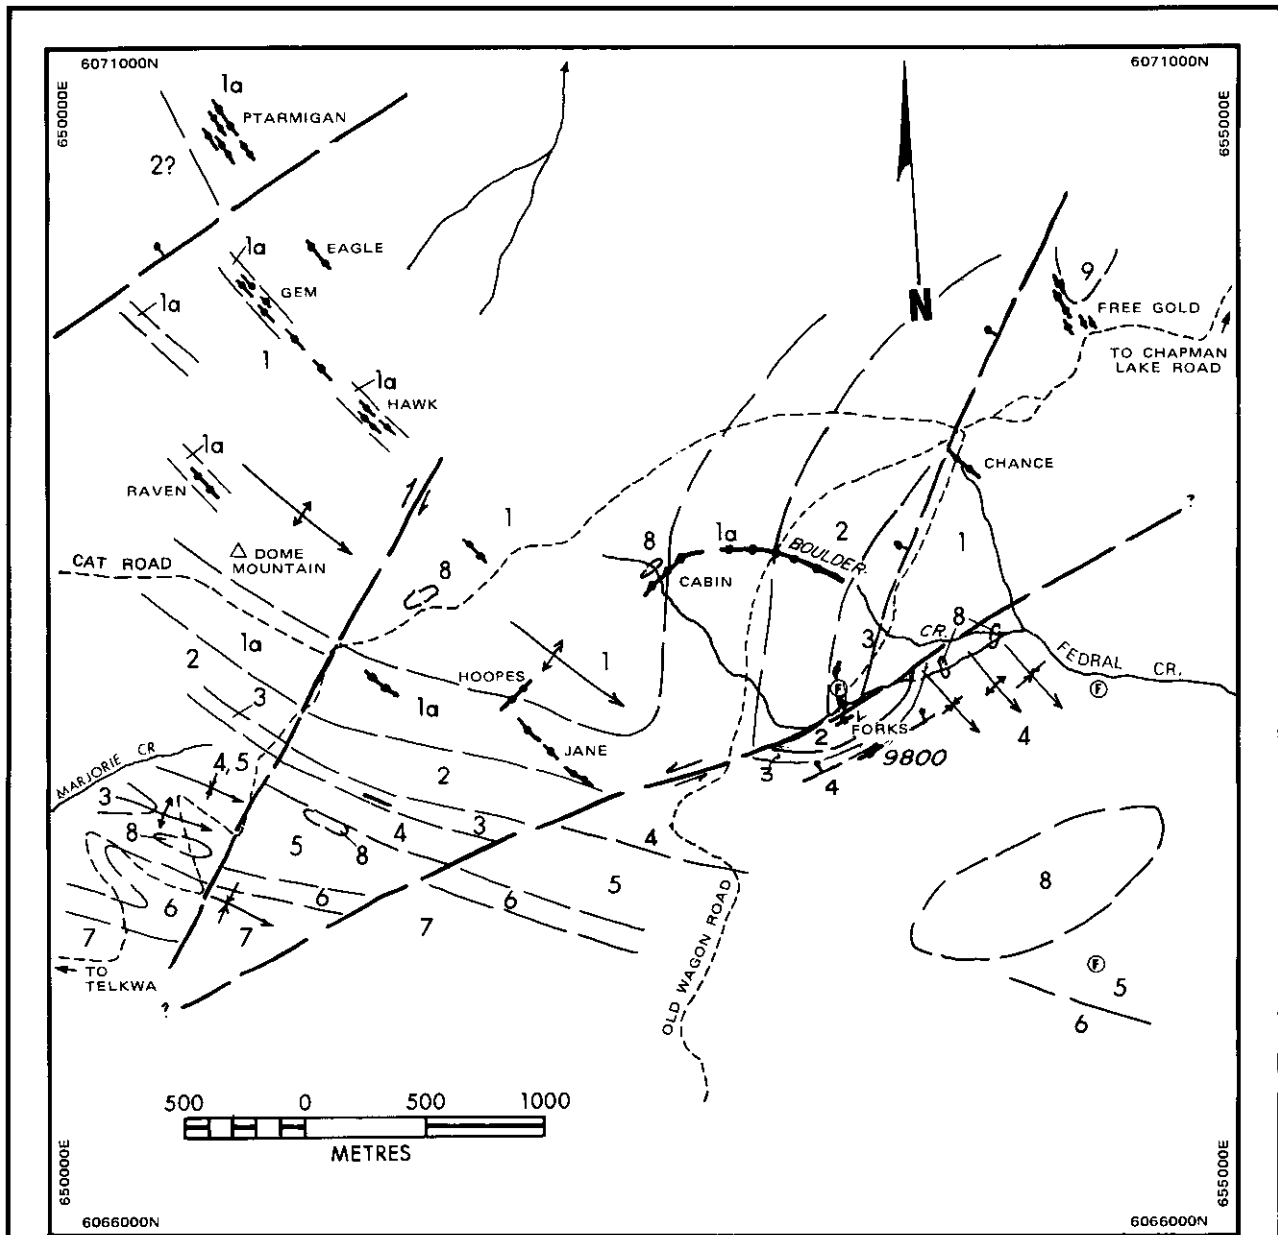 6071000N
6071000N
650000E
655000E
1a
PTARMIGAN
2?
1a
EAGLE
9
GEM
1a
FREE GOLD
N
TO CHAPMAN
LAKE ROAD
1
1a
HAWK
1a
RAVEN
CHANCE
?
1
1a
2
1
8
BOULDER
DOME
MOUNTAIN
CAT ROAD
8
CABIN
8
CR.
3
FEDRAL CR.
1a
2
HOOPES
1
F
F
3
1a
2
FORKS
4
JANE
9800
3
4
MARJORIE CR
4,5
2
3
8
4
3
4
5
8
5
6
6
6
8
7
7
7
F
5
6
TO
TELKWA
?
OLD WAGON ROAD
500 0 500 1000
METRES
650000E
655000E
6066000N
6066000N